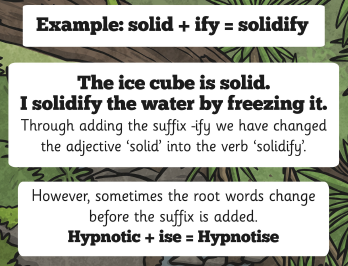 Example: solid + ify = solidify
The ice cube is solid.
I solidify the water by freezing it.
Through adding the suffix -ify we have changed
the adjective ‘solid’ into the verb ‘solidify’.
However, sometimes the root words change
before the suffix is added.
Hypnotic + ise = Hypnotise